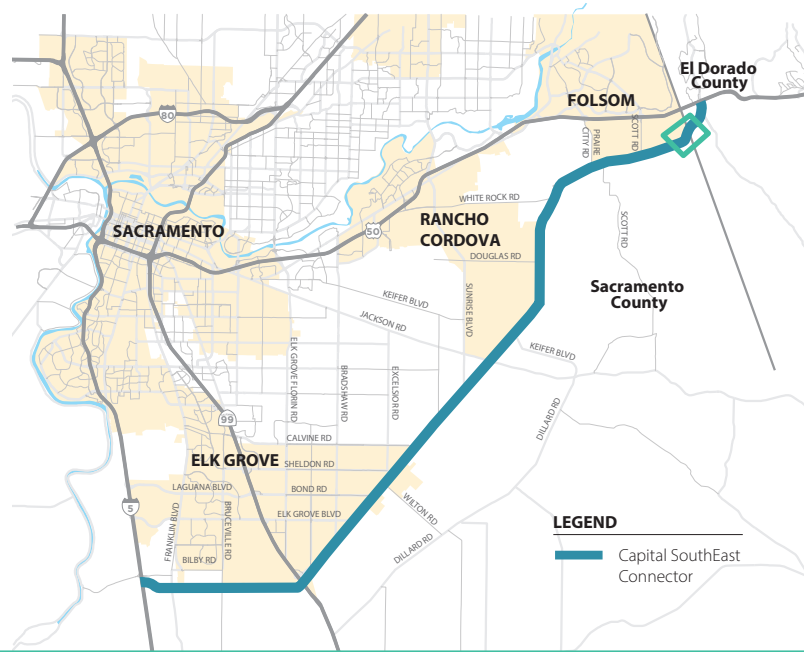 El Dorado
County
FOLSOM
80
PRAIRE
CITY RD
SCOTT RD
WHITE ROCK RD
RANCHO
CORDOVA
SACRAMENTO
50
SCOTT RD
DOUGLAS RD
Sacramento
County
KEIFER BLVD
SUNRISE BLVD
JACKSON RD
KEIFER BLVD
ELK GROVE FLORIN RD
BRADSHAW RD
EXCELSIOR RD
DILLARD RD
99
CALVINE RD
ELK GROVE
SHELDON RD
LAGUANA BLVD
BOND RD
5
FRANKLIN BLVD
BRUCEVILLE RD
ELK GROVE BLVD
WILTON RD
DILLARD RD
BILBY RD
LEGEND
Capital SouthEast
Connector